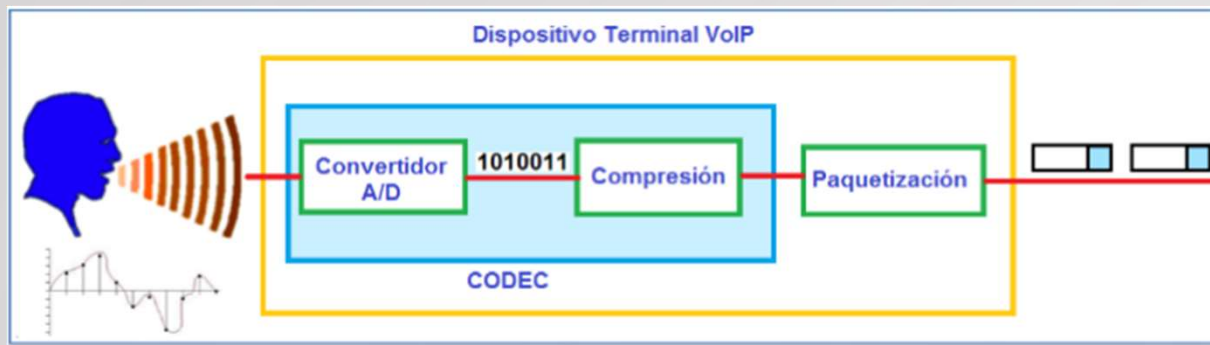 Dispositivo Terminal VoIP
Convertidor
A/D
1010011
Compresión
Paquetización
CODEC